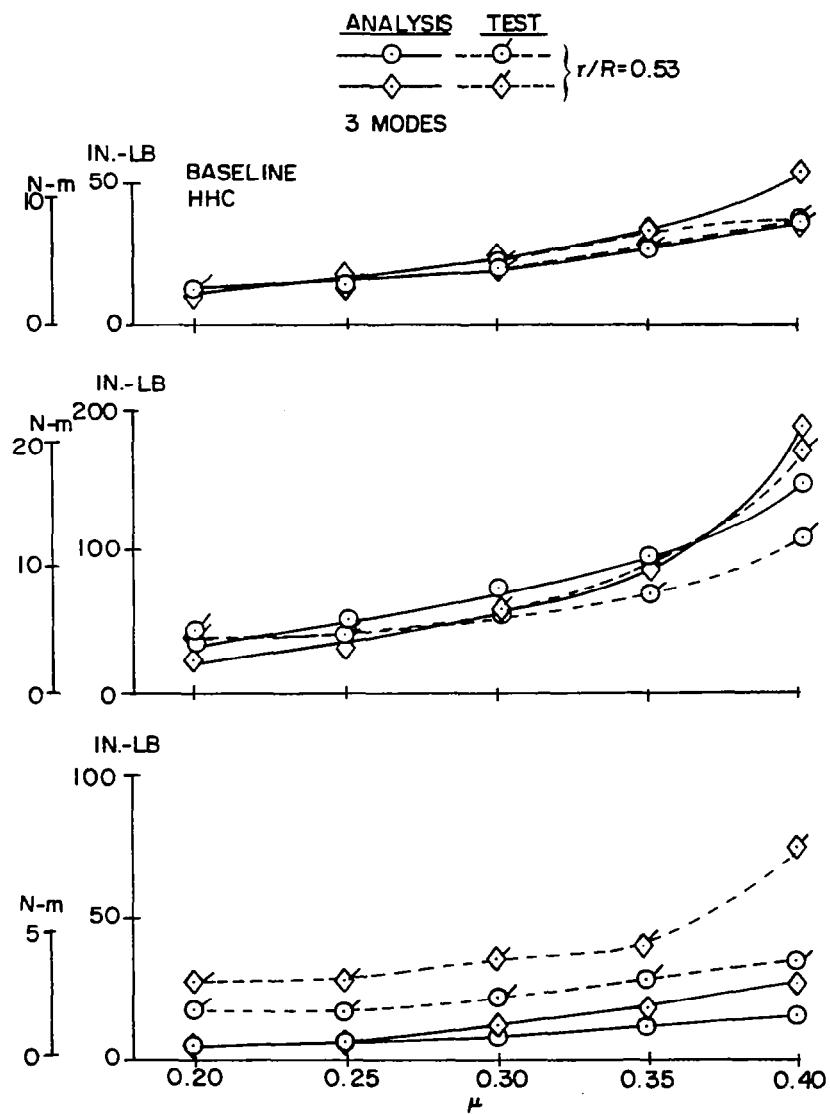 ANALYSIS TEST
r/R=0.53
3 MODES
IN.-LB
BASELINE
HHC
N-m
50
10
0
0
IN.-LB
N-m
200
20
100
10
0
0
IN.-LB
100
N-m
50
5
0
0
0.20 0.25 0.30 0.35 0.40
μ